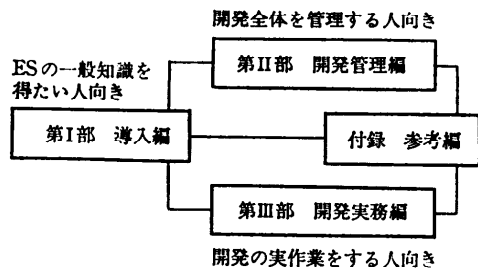 開発全体を管理する人向き
第Ⅱ部 開発管理編
ESの一般知識を
得たい人向き
第Ⅰ部 導入編
付録 参考編
第Ⅲ部 開発実務編
開発の実作業をする人向き